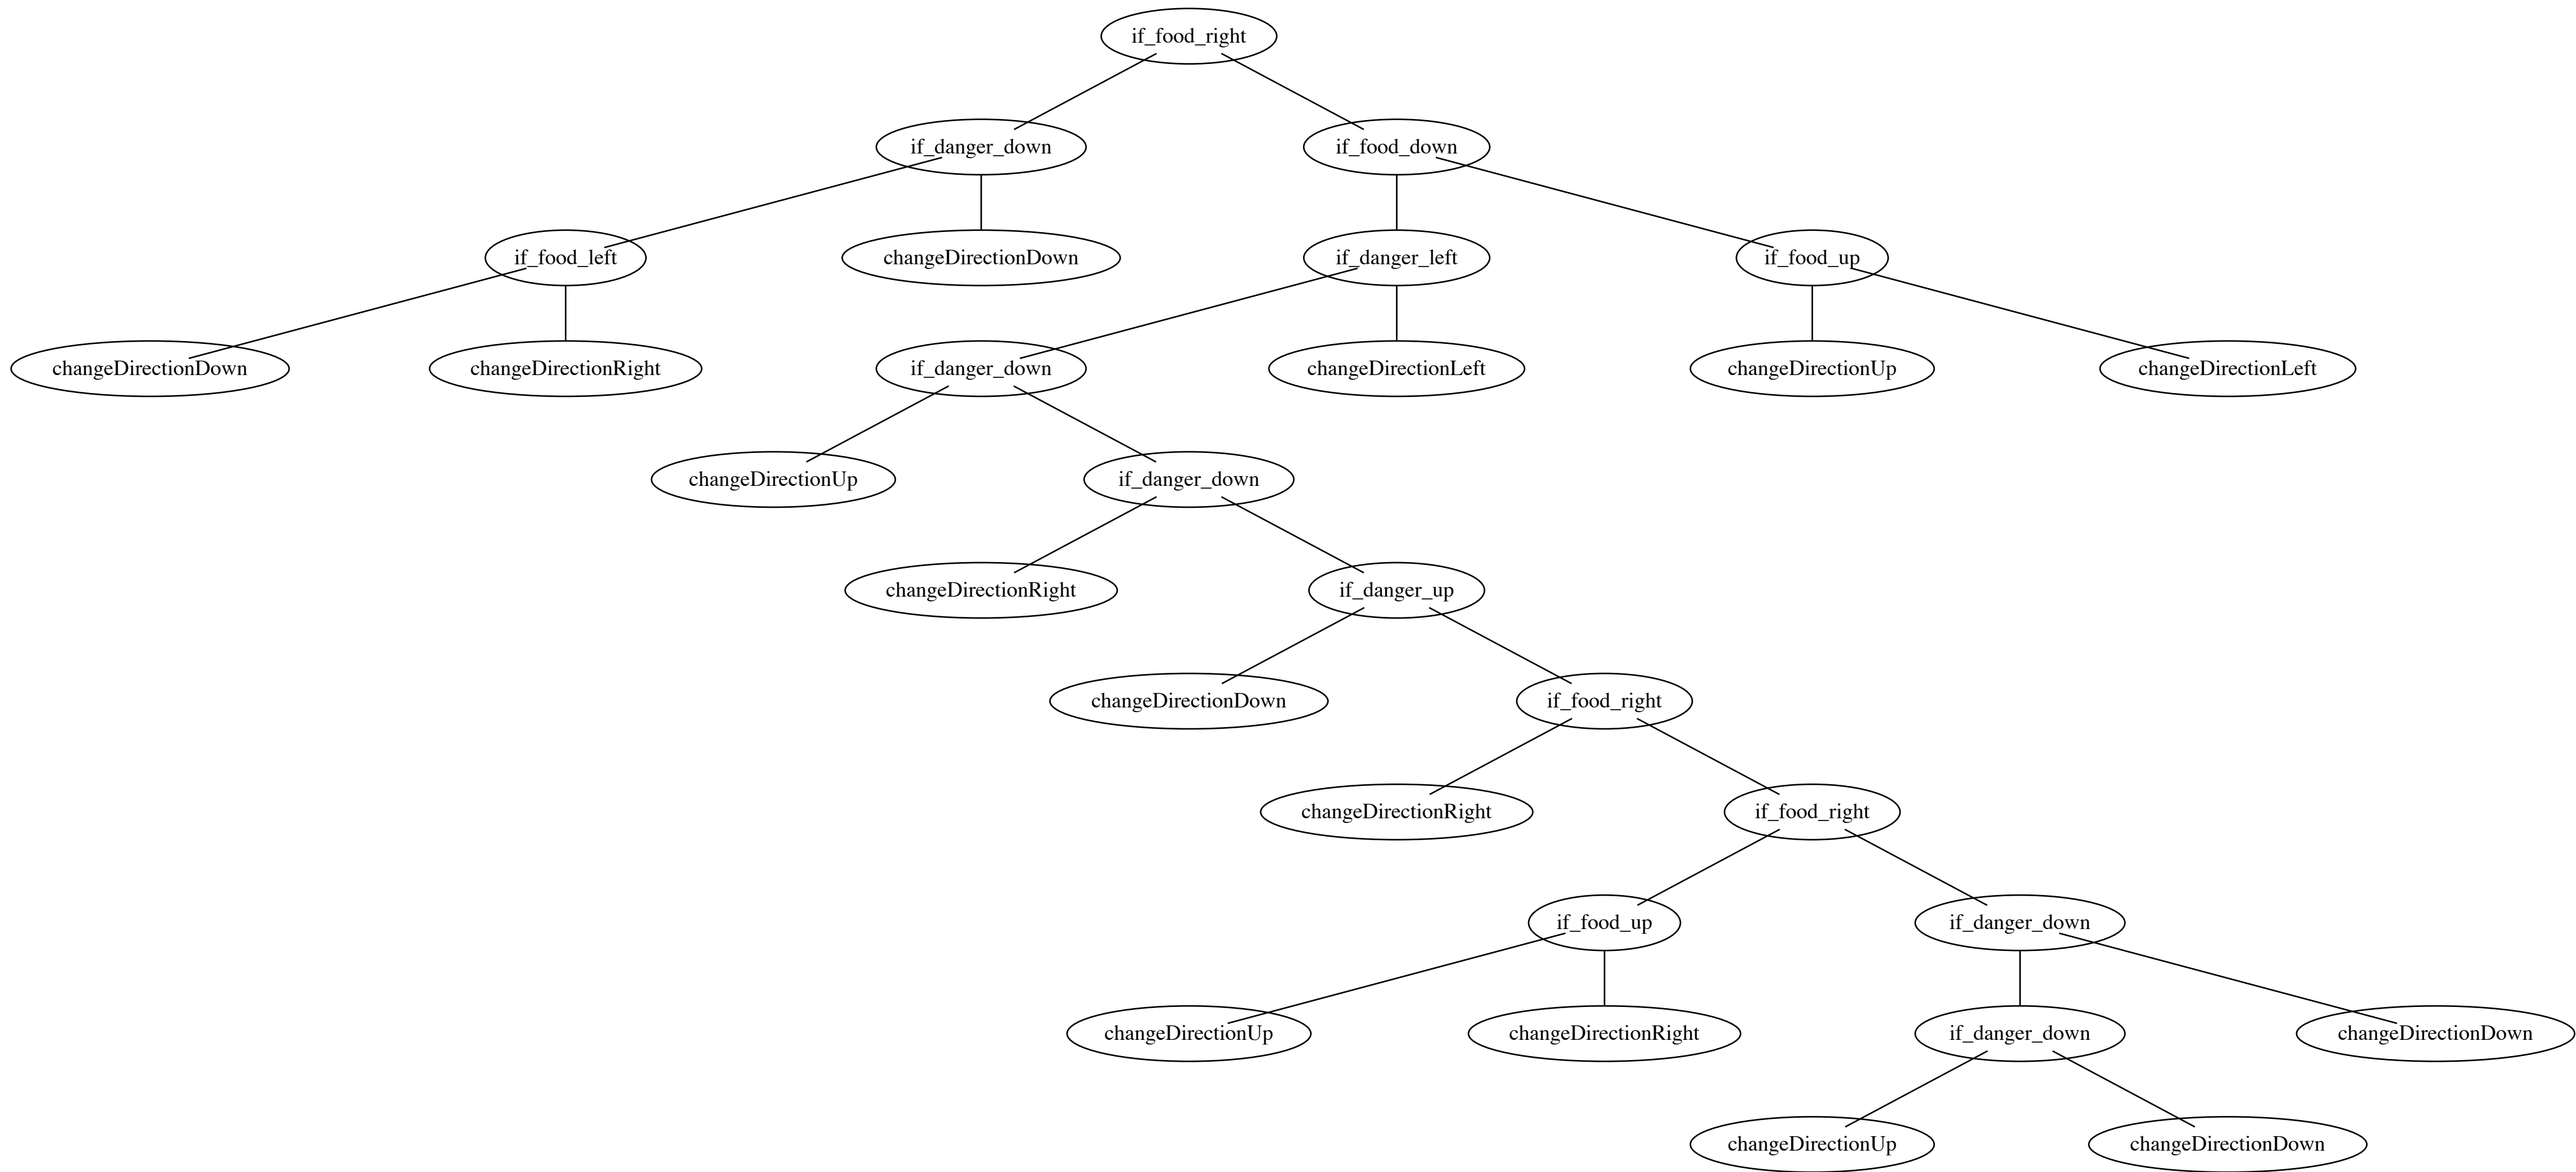 if_food_right
if_danger_down
if_food_down
if_food_left
changeDirectionDown
if_danger_left
if_food_up
changeDirectionDown
changeDirectionRight
if_danger_down
changeDirectionLeft
changeDirectionUp
changeDirectionLeft
changeDirectionUp
if_danger_down
changeDirectionRight
if_danger_up
changeDirectionDown
if_food_right
changeDirectionRight
if_food_right
if_food_up
if_danger_down
changeDirectionUp
changeDirectionRight
if_danger_down
changeDirectionDown
changeDirectionUp
changeDirectionDown